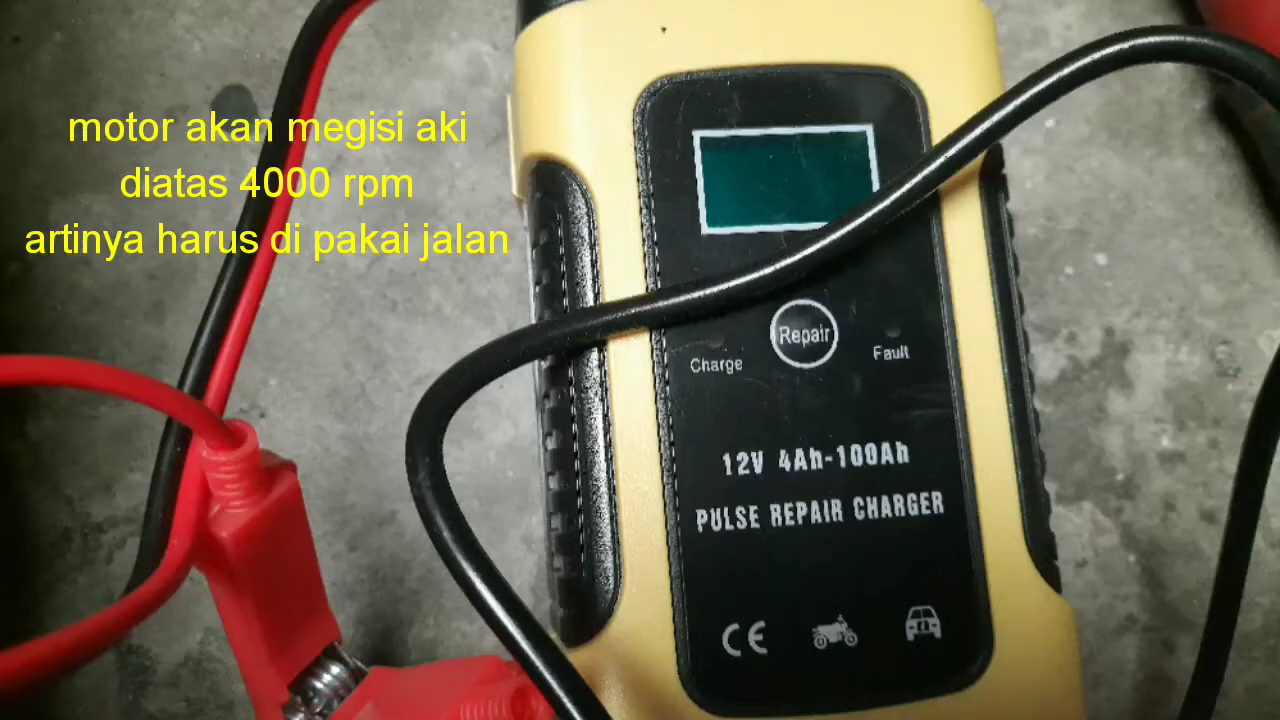 motor akan megisi aki
diatas 4000 rpm
artinya harus di pakai jalan
Repair
Charge
Fault
12V 4Ah-100Ah
PULSE REPAIR CHARGER
CE